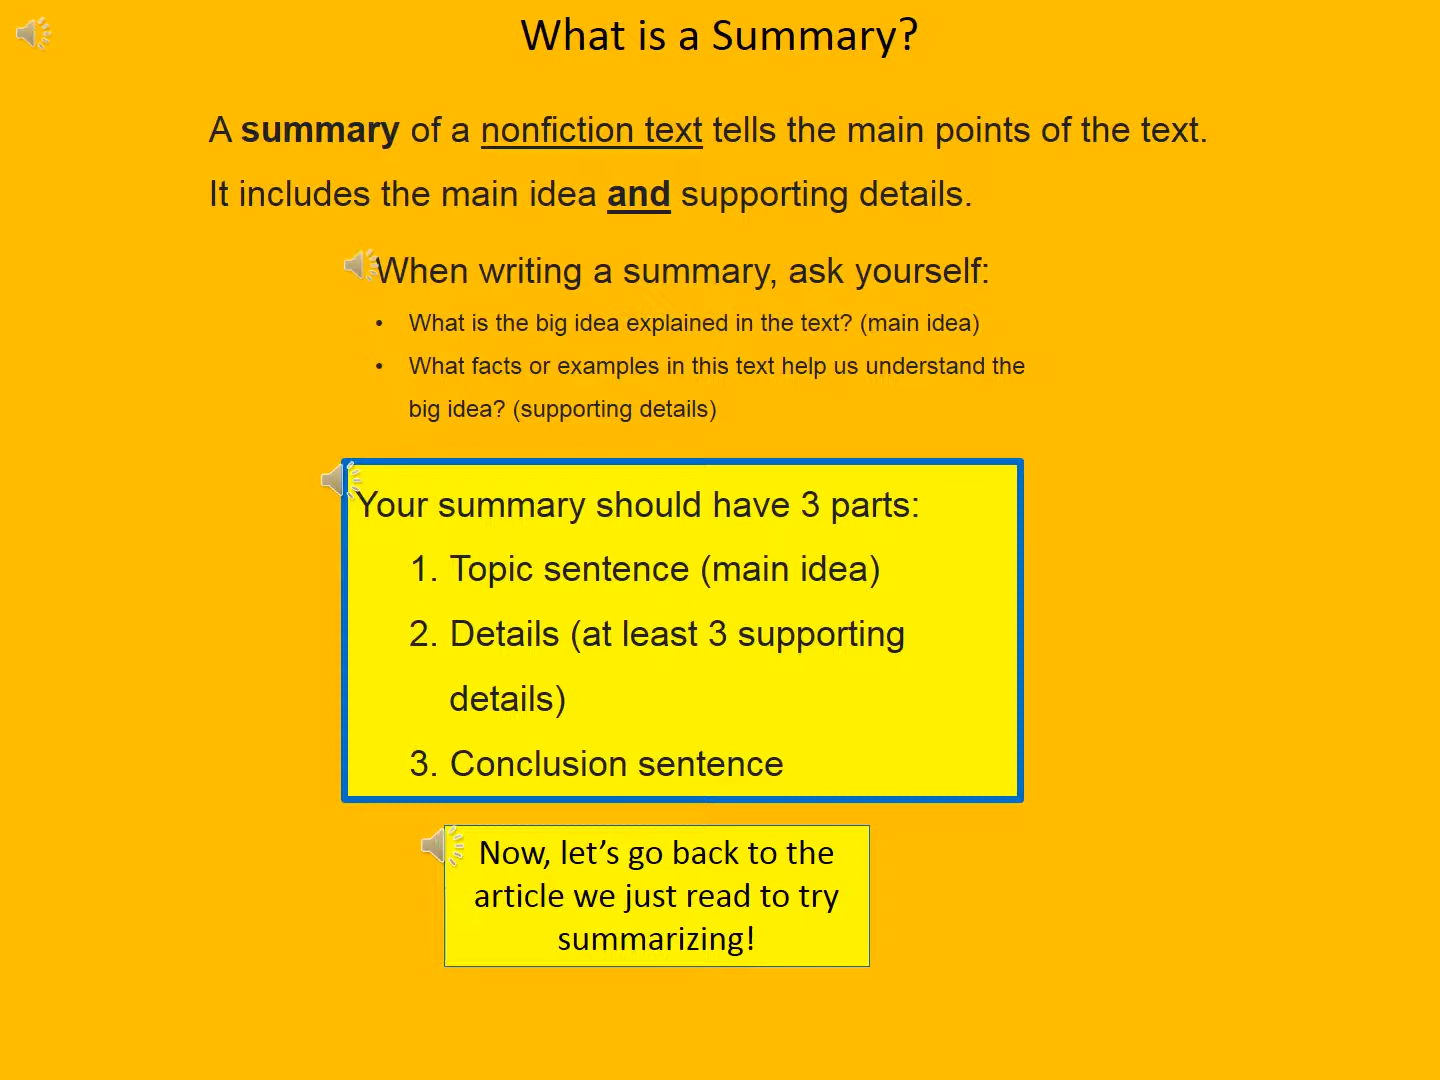 What is a Summary?
A summary of a nonfiction text tells the main points of the text.
It includes the main idea and supporting details.
When writing a summary, ask yourself:
• What is the big idea explained in the text? (main idea)
• What facts or examples in this text help us understand the
big idea? (supporting details)
Your summary should have 3 parts:
1. Topic sentence (main idea)
2. Details (at least 3 supporting
details)
3. Conclusion sentence
Now, let’s go back to the
article we just read to try
summarizing!